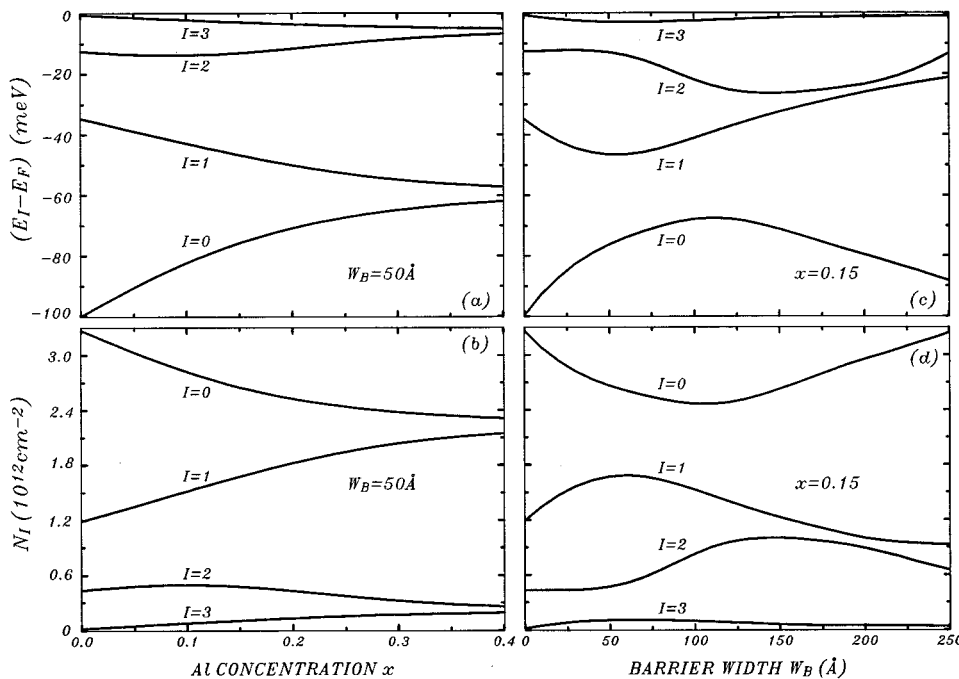 (E_I−E_F) (meV)
0
−20
−40
−60
−80
−100
I=3
I=2
I=1
I=0
W_B=50Å
(a)
I=3
I=2
I=1
I=0
x=0.15
(c)
N_I (10^12 cm^−2)
3.0
2.4
1.8
1.2
0.6
0
(b)
I=0
I=1
W_B=50Å
I=2
I=3
(d)
I=0
I=1
x=0.15
I=2
I=3
0.0 0.1 0.2 0.3 0.4
Al CONCENTRATION x
0 50 100 150 200 250
BARRIER WIDTH W_B (Å)